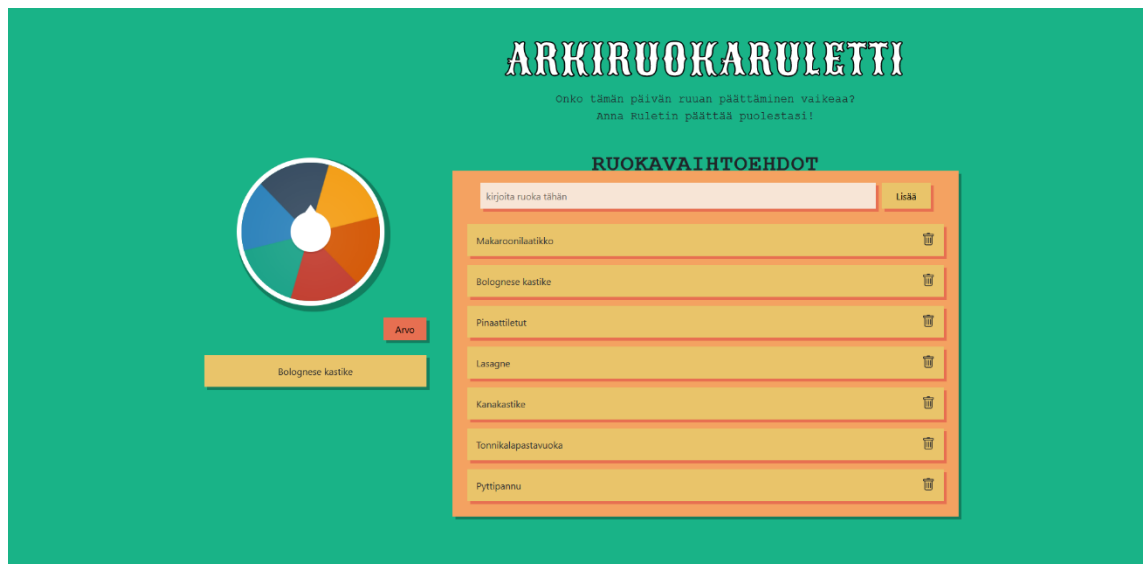 ARKIRUOKARULETTI
Onko tämän päivän ruuan päättäminen vaikeaa?
Anna Ruletin päättää puolestasi!
RUOKAVAIHTOEHDOT
kirjoita ruoka tähän
Lisää
Makaroonilaatikko
Bolognese kastike
Pinaattiletut
Lasagne
Kanakastike
Tonnikalapastavuoka
Pyttipannu
Arvo
Bolognese kastike